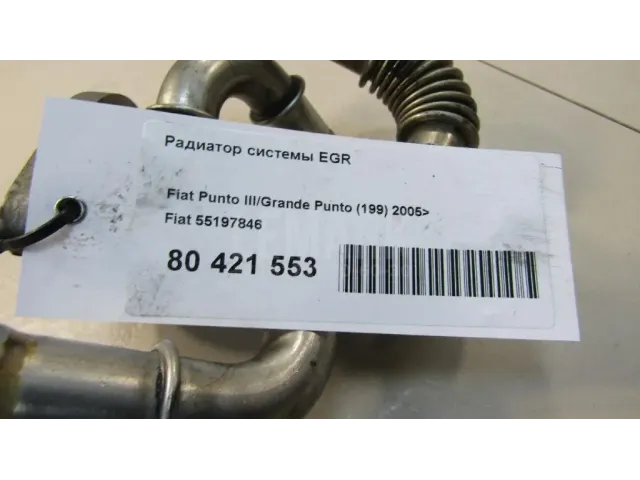 Радиатор системы EGR
Fiat Punto III/Grande Punto (199) 2005>
Fiat 55197846
80 421 553